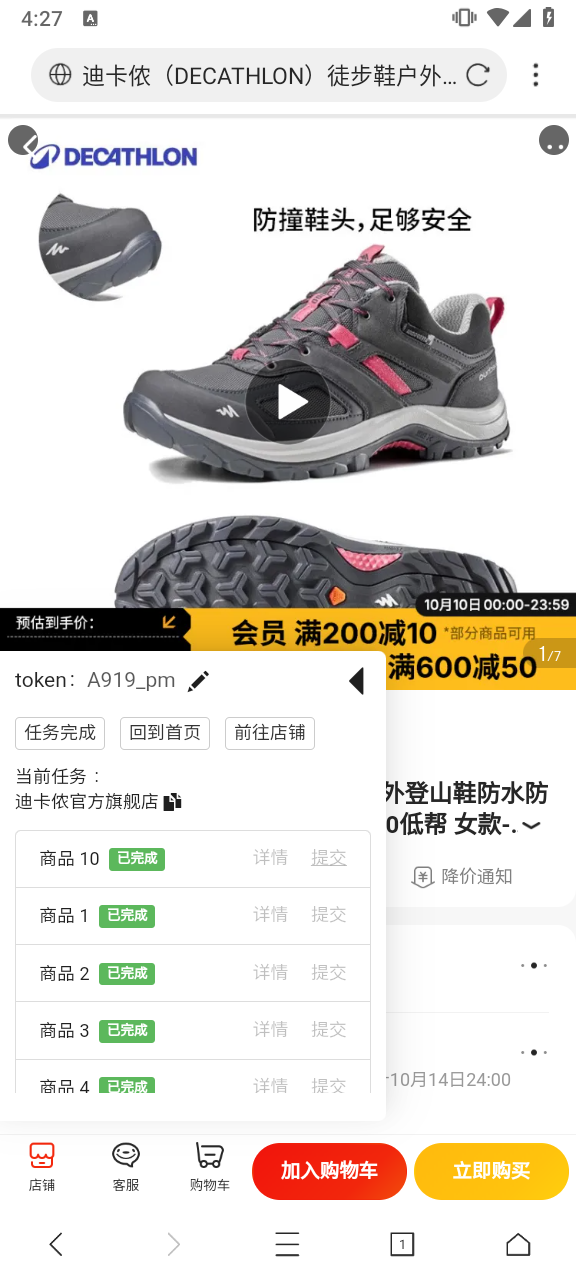 4:27
A
迪卡侬（DECATHLON）徒步鞋户外...
DECATHLON
防撞鞋头，足够安全
10月10日 00:00-23:59
预估到手价：
会员 满200减10 *部分商品可用
满600减50
1/7
token： A919_pm
任务完成 回到首页 前往店铺
当前任务：
迪卡侬官方旗舰店
外登山鞋防水防
0低帮 女款-.
降价通知
商品 10 已完成 详情 提交
商品 1 已完成 详情 提交
商品 2 已完成 详情 提交
商品 3 已完成 详情 提交
商品 4 已完成 详情 提交
10月14日24:00
店铺 客服 购物车 加入购物车 立即购买
1